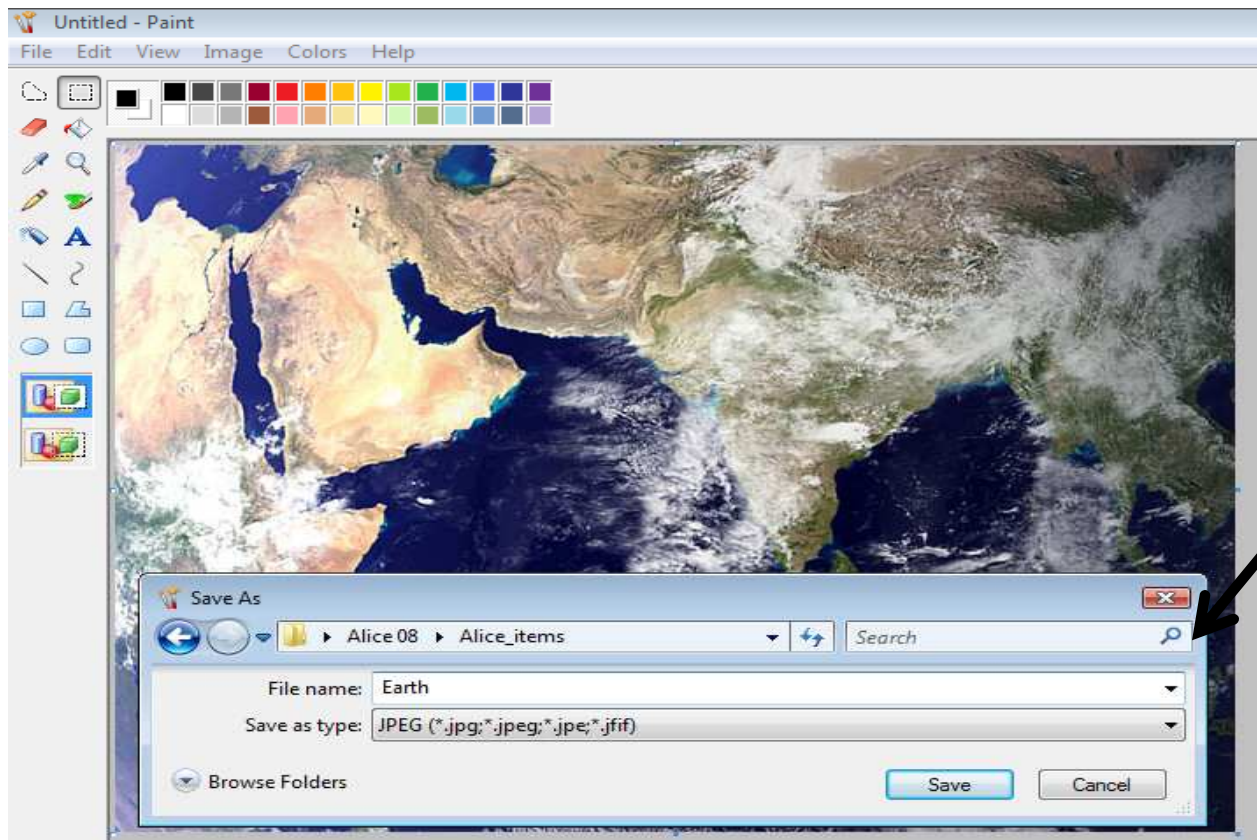 Untitled - Paint
File Edit View Image Colors Help
A
Save As
Alice 08 Alice_items Search
File name: Earth
Save as type: JPEG (*.jpg;*.jpeg;*.jpe;*.jfif)
Browse Folders Save Cancel